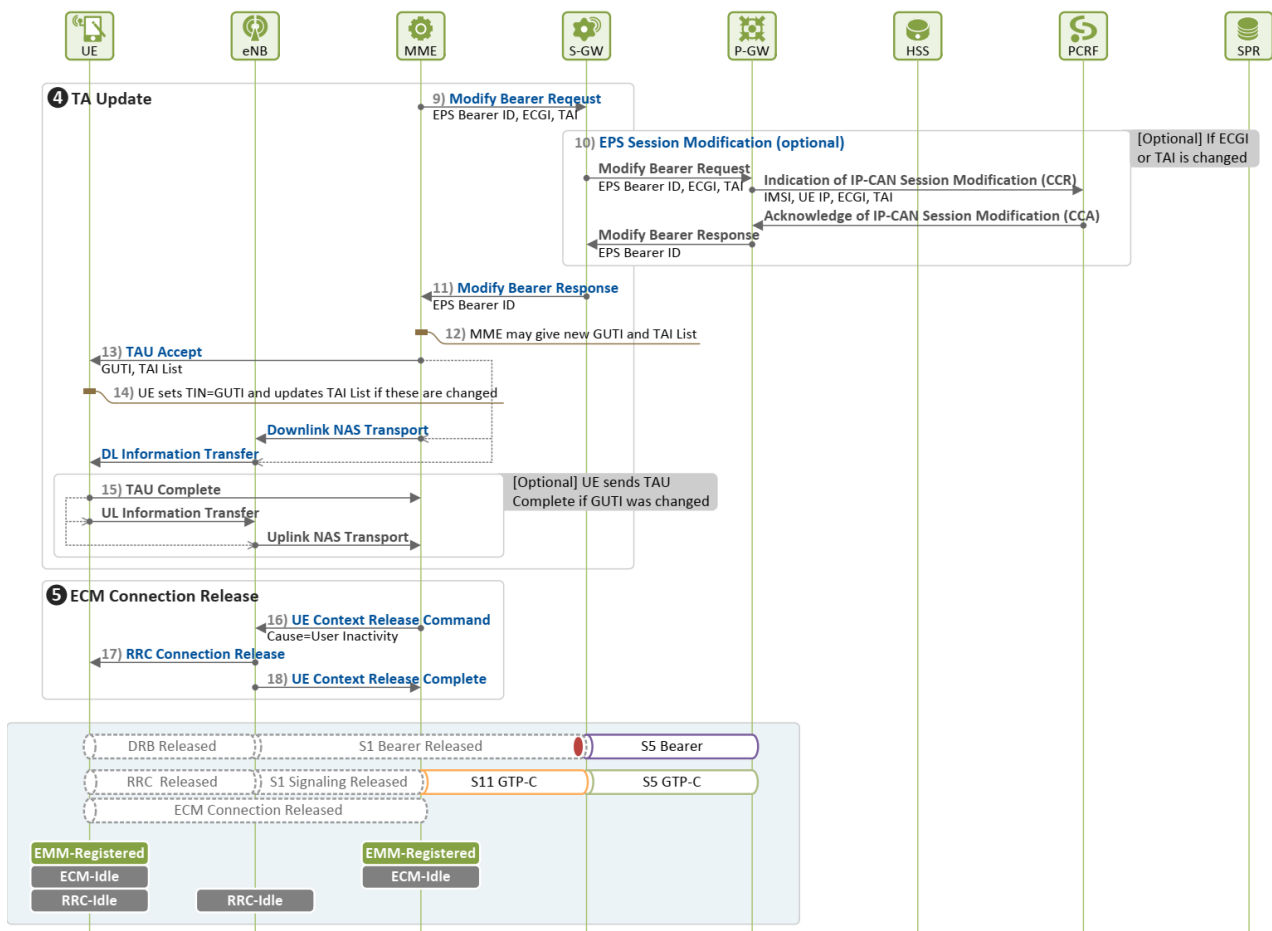 UE
eNB
MME
S-GW
P-GW
HSS
PCRF
SPR
4 TA Update
9) Modify Bearer Reqeust
EPS Bearer ID, ECGI, TAI
10) EPS Session Modification (optional)
[Optional] If ECGI
or TAI is changed
Modify Bearer Request
EPS Bearer ID, ECGI, TAI
Indication of IP-CAN Session Modification (CCR)
IMSI, UE IP, ECGI, TAI
Acknowledge of IP-CAN Session Modification (CCA)
Modify Bearer Response
EPS Bearer ID
11) Modify Bearer Response
EPS Bearer ID
12) MME may give new GUTI and TAI List
13) TAU Accept
GUTI, TAI List
14) UE sets TIN=GUTI and updates TAI List if these are changed
Downlink NAS Transport
DL Information Transfer
[Optional] UE sends TAU
Complete if GUTI was changed
15) TAU Complete
UL Information Transfer
Uplink NAS Transport
5 ECM Connection Release
16) UE Context Release Command
Cause=User Inactivity
17) RRC Connection Release
18) UE Context Release Complete
DRB Released
S1 Bearer Released
S5 Bearer
RRC Released
S1 Signaling Released
S11 GTP-C
S5 GTP-C
ECM Connection Released
EMM-Registered
EMM-Registered
ECM-Idle
ECM-Idle
RRC-Idle
RRC-Idle